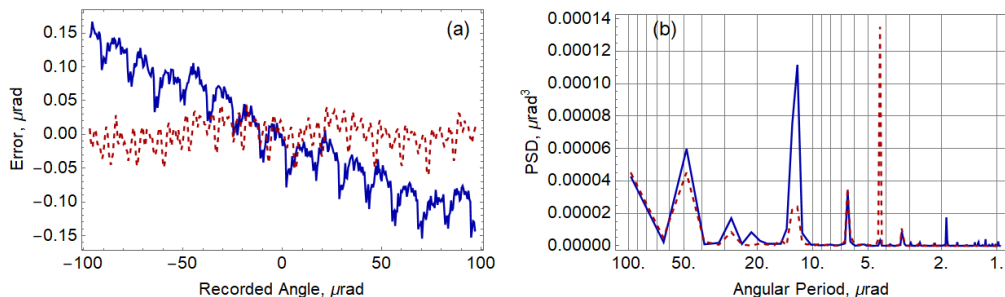 (a)
Error, μrad
0.15
0.10
0.05
0.00
−0.05
−0.10
−0.15
−100 −50 0 50 100
Recorded Angle, μrad
(b)
PSD, μrad³
0.00014
0.00012
0.00010
0.00008
0.00006
0.00004
0.00002
0.00000
100. 50. 20. 10. 5. 2. 1.
Angular Period, μrad